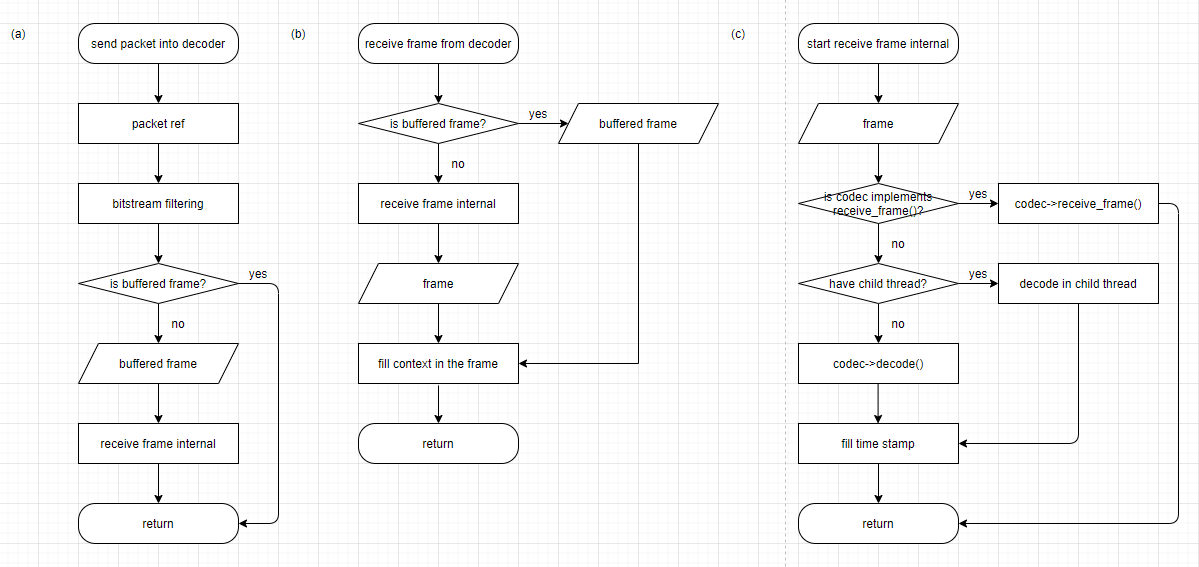 (a)
send packet into decoder
packet ref
bitstream filtering
is buffered frame?
yes
no
buffered frame
receive frame internal
return
(b)
receive frame from decoder
is buffered frame?
yes
buffered frame
no
receive frame internal
frame
fill context in the frame
return
(c)
start receive frame internal
frame
is codec implements
receive_frame()?
yes
codec->receive_frame()
no
have child thread?
yes
decode in child thread
no
codec->decode()
fill time stamp
return